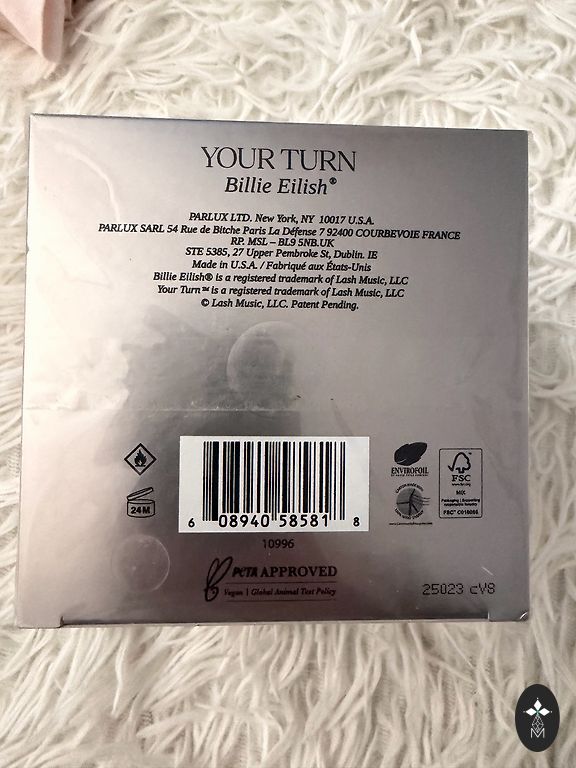 YOUR TURN
Billie Eilish®
PARLUX LTD. New York, NY 10017 U.S.A.
PARLUX SARL 54 Rue de Bitche Paris La Défense 7 92400 COURBEVOIE FRANCE
RP. MSL – BL9 5NB.UK
STE 5385, 27 Upper Pembroke St, Dublin. IE
Made in U.S.A. / Fabriqué aux États-Unis
Billie Eilish® is a registered trademark of Lash Music, LLC
Your Turn™ is a registered trademark of Lash Music, LLC
© Lash Music, LLC. Patent Pending.
24M
6 08940 58581 8
10996
PETA APPROVED
Vegan | Global Animal Test Policy
ENVIROFOIL
FSC
MIX
Packaging | Supporting
responsible forestry
25023 cV8
M